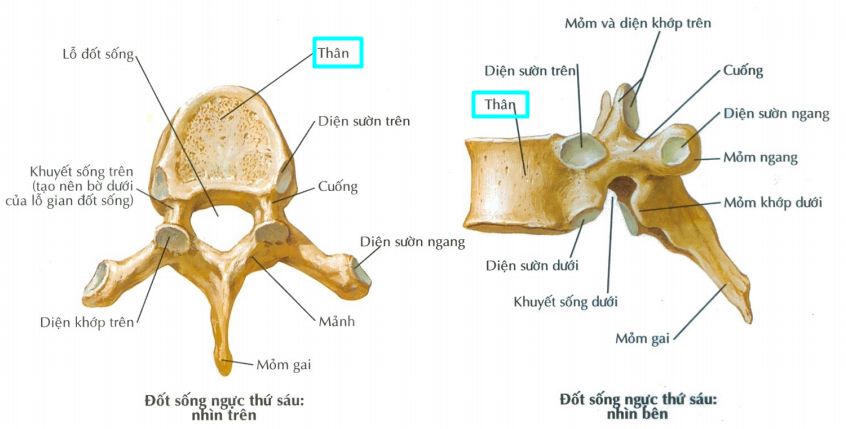 Lỗ đốt sống
Thân
Diện sườn trên
Khuyết sống trên
(tạo nên bờ dưới
của lỗ gian đốt sống)
Cuống
Diện sườn ngang
Diện khớp trên
Mảnh
Mỏm gai
Đốt sống ngực thứ sáu:
nhìn trên
Mỏm và diện khớp trên
Diện sườn trên
Cuống
Thân
Diện sườn ngang
Mỏm ngang
Mỏm khớp dưới
Diện sườn dưới
Khuyết sống dưới
Mỏm gai
Đốt sống ngực thứ sáu:
nhìn bên